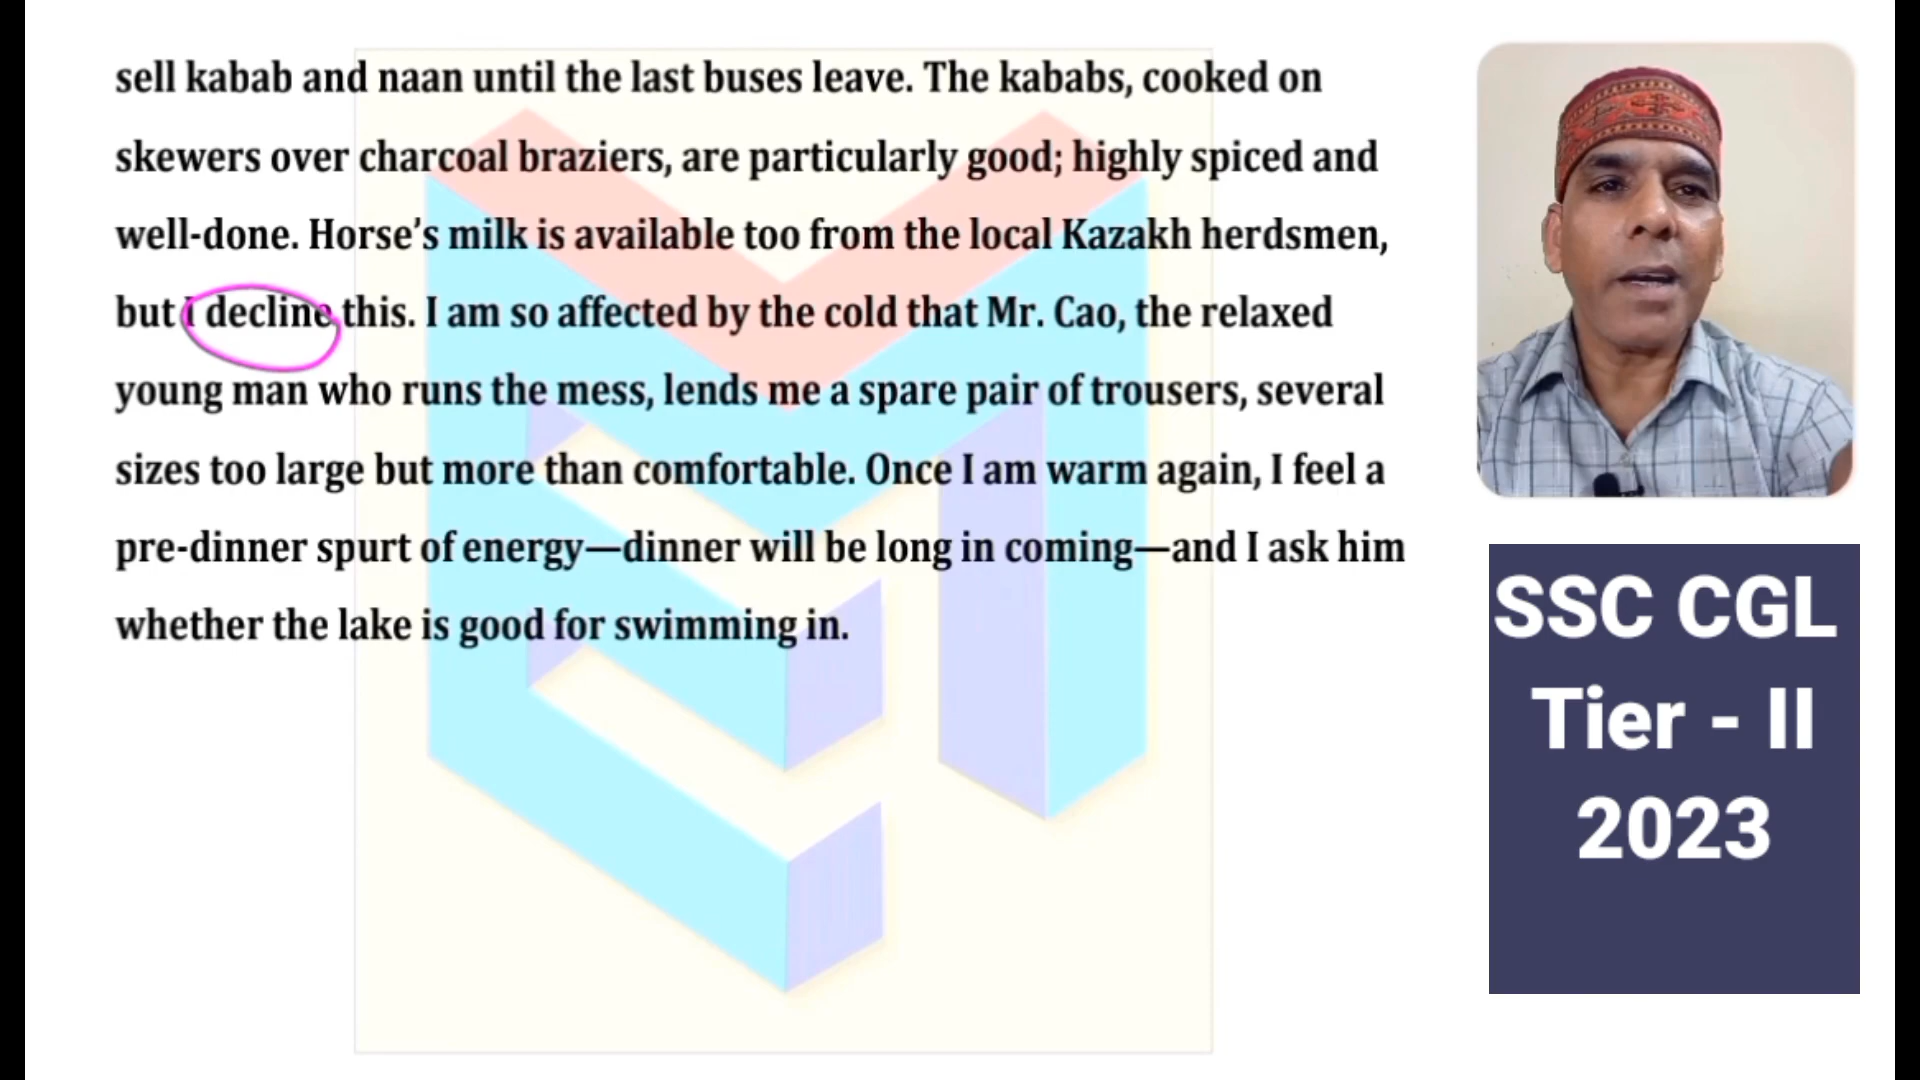 sell kabab and naan until the last buses leave. The kababs, cooked on
skewers over charcoal braziers, are particularly good; highly spiced and
well-done. Horse’s milk is available too from the local Kazakh herdsmen,
but I decline this. I am so affected by the cold that Mr. Cao, the relaxed
young man who runs the mess, lends me a spare pair of trousers, several
sizes too large but more than comfortable. Once I am warm again, I feel a
pre-dinner spurt of energy—dinner will be long in coming—and I ask him
whether the lake is good for swimming in.
SSC CGL
Tier - II
2023